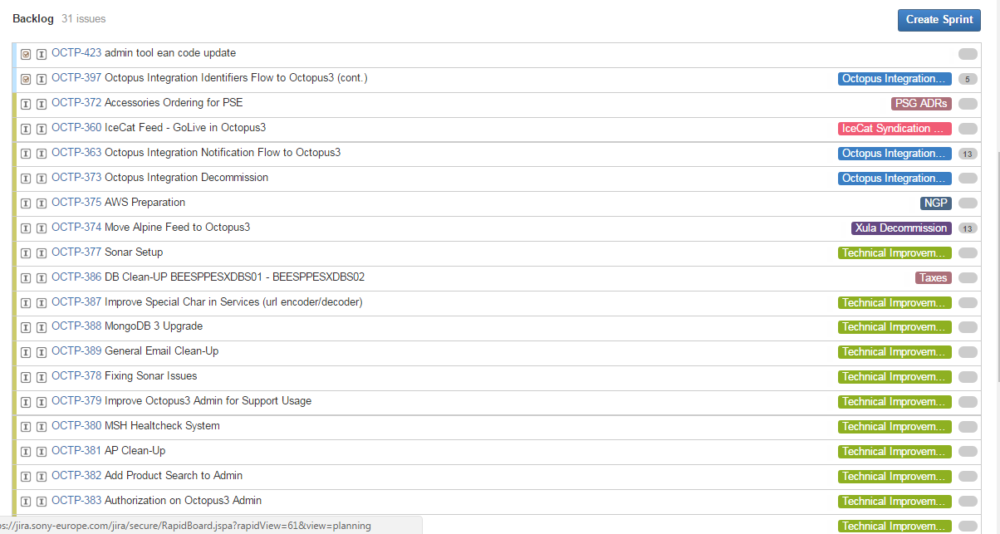 Backlog 31 issues
Create Sprint
OCTP-423 admin tool ean code update
OCTP-397 Octopus Integration Identifiers Flow to Octopus3 (cont.) Octopus Integration... 5
OCTP-372 Accessories Ordering for PSE PSG ADRs
OCTP-360 IceCat Feed - GoLive in Octopus3 IceCat Syndication ...
OCTP-363 Octopus Integration Notification Flow to Octopus3 Octopus Integration... 13
OCTP-373 Octopus Integration Decommission Octopus Integration...
OCTP-375 AWS Preparation NGP
OCTP-374 Move Alpine Feed to Octopus3 Xula Decommission 13
OCTP-377 Sonar Setup Technical Improvem...
OCTP-386 DB Clean-UP BEESPPESXDBS01 - BEESPPESXDBS02 Taxes
OCTP-387 Improve Special Char in Services (url encoder/decoder) Technical Improvem...
OCTP-388 MongoDB 3 Upgrade Technical Improvem...
OCTP-389 General Email Clean-Up Technical Improvem...
OCTP-378 Fixing Sonar Issues Technical Improvem...
OCTP-379 Improve Octopus3 Admin for Support Usage Technical Improvem...
OCTP-380 MSH Healtcheck System Technical Improvem...
OCTP-381 AP Clean-Up Technical Improvem...
OCTP-382 Add Product Search to Admin Technical Improvem...
OCTP-383 Authorization on Octopus3 Admin Technical Improvem...
ps://jira.sony-europe.com/jira/secure/RapidBoard.jspa?rapidView=61&view=planning Technical Improvem...